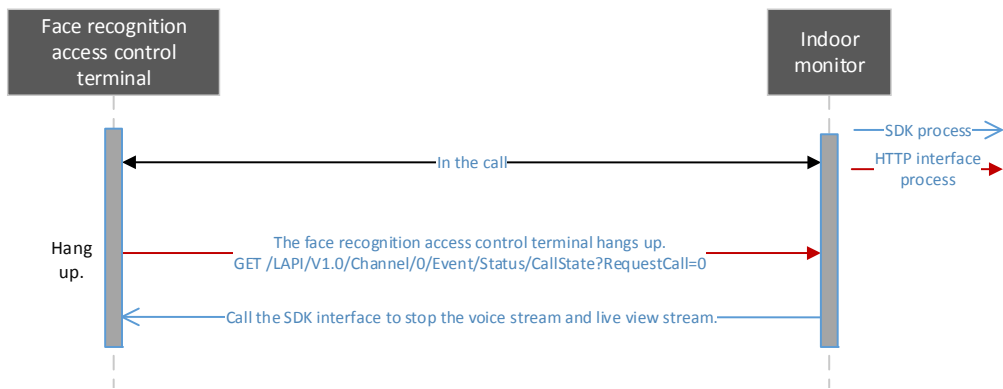 Face recognition
access control
terminal
Indoor
monitor
SDK process
In the call
HTTP interface
process
Hang
up.
The face recognition access control terminal hangs up.
GET /LAPI/V1.0/Channel/0/Event/Status/CallState?RequestCall=0
Call the SDK interface to stop the voice stream and live view stream.